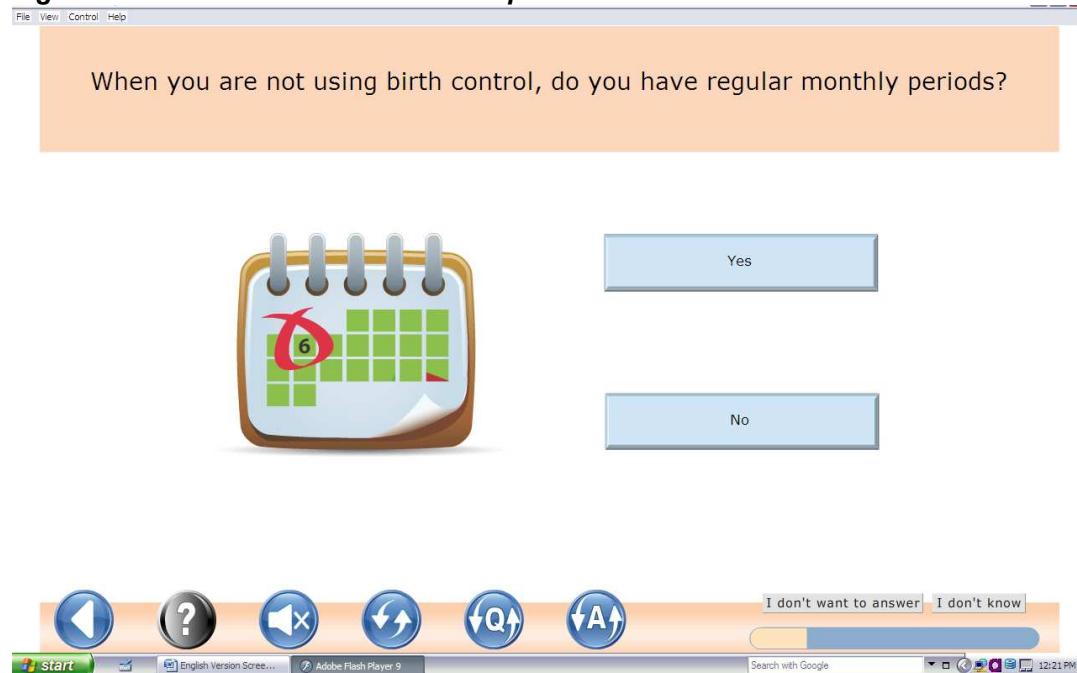 File View Control Help
When you are not using birth control, do you have regular monthly periods?
6
Yes
No
?
Q
A
I don't want to answer
I don't know
start
English Version Scree...
Adobe Flash Player 9
Search with Google
12:21 PM